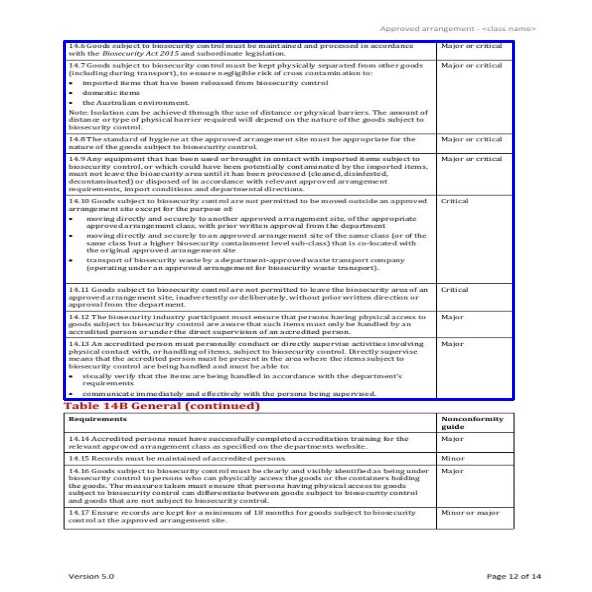 Approved arrangement - <class name>
14.6 Goods subject to biosecurity control must be maintained and processed in accordance
with the Biosecurity Act 2015 and subordinate legislation.
Major or critical
14.7 Goods subject to biosecurity control must be kept physically separated from other goods
(including during transport), to ensure negligible risk of cross contamination to:
• imported items that have been released from biosecurity control
• domestic items
• the Australian environment.
Note: Isolation can be achieved through the use of distance or physical barriers. The amount of
distance or type of physical barrier required will depend on the nature of the goods subject to
biosecurity control.
Major or critical
14.8 The standard of hygiene at the approved arrangement site must be appropriate for the
nature of the goods subject to biosecurity control.
Major or critical
14.9 Any equipment that has been used or brought in contact with imported items subject to
biosecurity control, or which could have been potentially contaminated by the imported items,
must not leave the biosecurity area until it has been processed (cleaned, disinfested,
decontaminated) or disposed of in accordance with relevant approved arrangement
requirements, import conditions and departmental directions.
Major or critical
14.10 Goods subject to biosecurity control are not permitted to be moved outside an approved
arrangement site except for the purpose of:
• moving directly and securely to another approved arrangement site, of the appropriate
approved arrangement class, with prior written approval from the department
• moving directly and securely to an approved arrangement site of the same class (or of the
same class but a higher biosecurity containment level sub-class) that is co-located with
the original approved arrangement site
• transport of biosecurity waste by a department-approved waste transport company
(operating under an approved arrangement for biosecurity waste transport).
Critical
14.11 Goods subject to biosecurity control are not permitted to leave the biosecurity area of an
approved arrangement site, inadvertently or deliberately, without prior written direction or
approval from the department.
Critical
14.12 The biosecurity industry participant must ensure that persons having physical access to
goods subject to biosecurity control are aware that such items must only be handled by an
accredited person or under the direct supervision of an accredited person.
Major
14.13 An accredited person must personally conduct or directly supervise activities involving
physical contact with, or handling of items, subject to biosecurity control. Directly supervise
means that the accredited person must be present in the area where the items subject to
biosecurity control are being handled and must be able to:
• visually verify that the items are being handled in accordance with the department's
requirements
• communicate immediately and effectively with the persons being supervised.
Major
Table 14B General (continued)
Requirements
Nonconformity
guide
14.14 Accredited persons must have successfully completed accreditation training for the
relevant approved arrangement class as specified on the departments website.
Major
14.15 Records must be maintained of accredited persons.
Minor
14.16 Goods subject to biosecurity control must be clearly and visibly identified as being under
biosecurity control to persons who can physically access the goods or the containers holding
the goods. The measures taken must ensure that persons having physical access to goods
subject to biosecurity control can differentiate between goods subject to biosecurity control
and goods that are not subject to biosecurity control.
Major
14.17 Ensure records are kept for a minimum of 18 months for goods subject to biosecurity
control at the approved arrangement site.
Minor or major
Version 5.0
Page 12 of 14